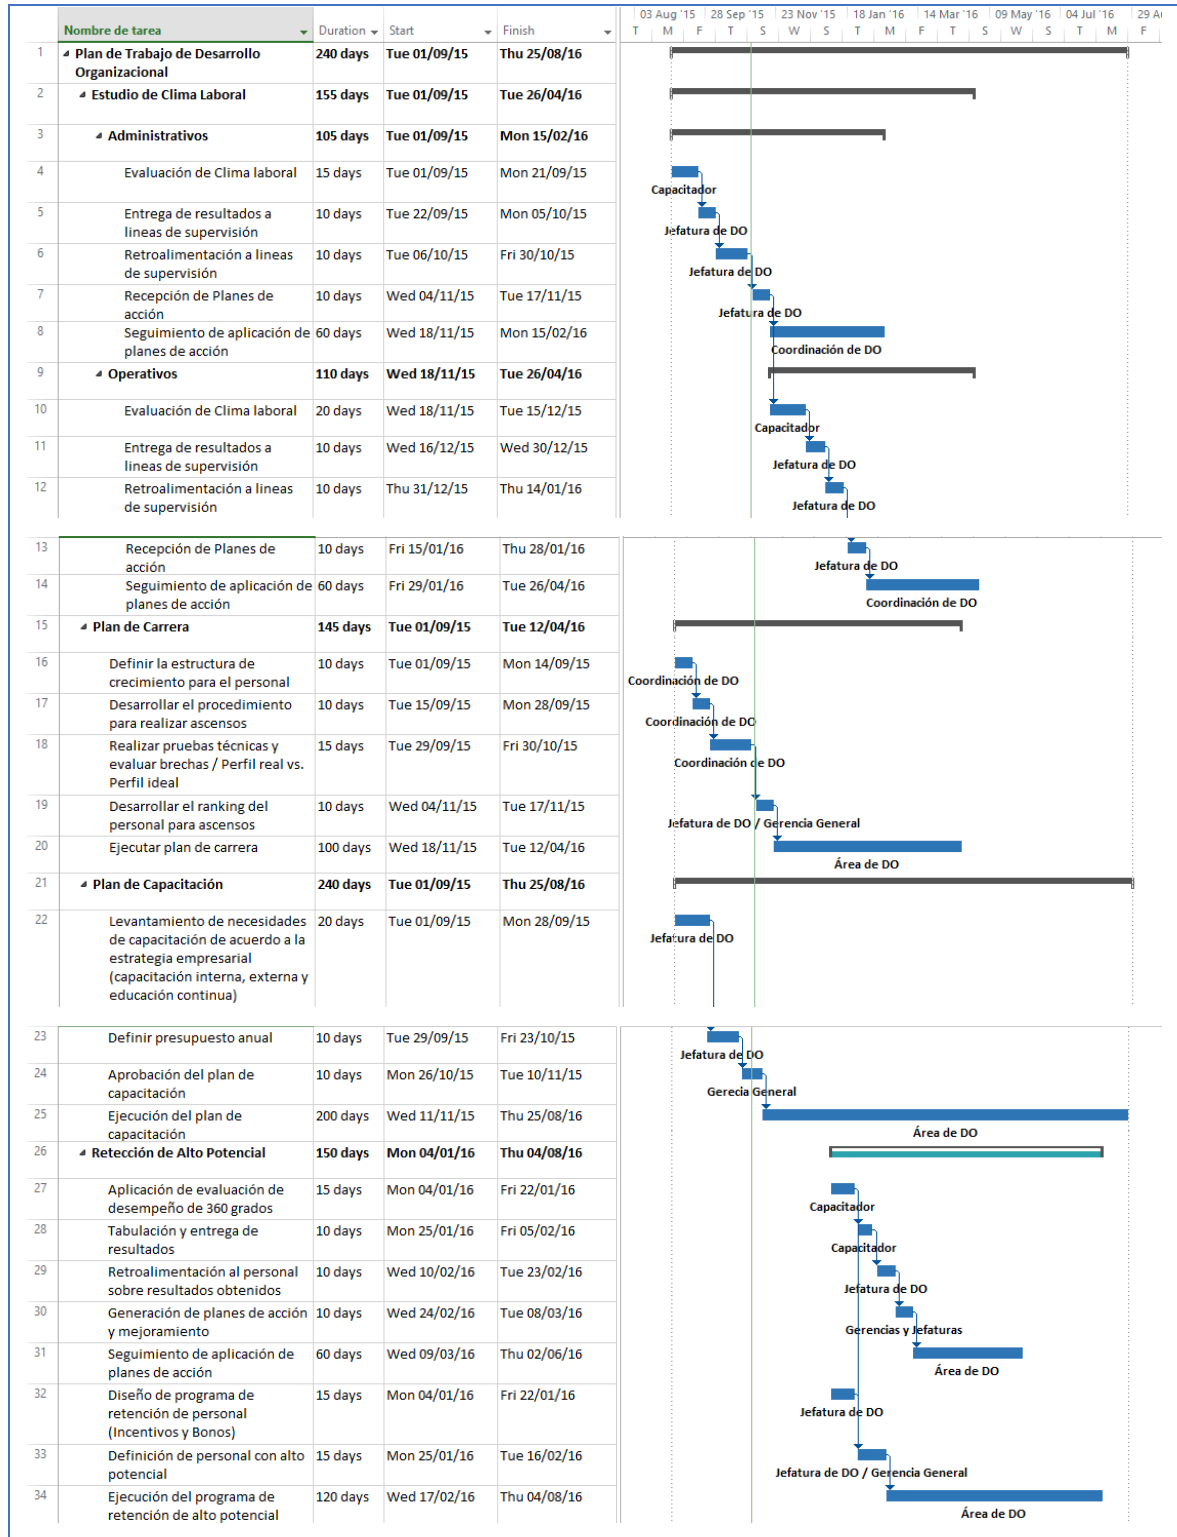 03 Aug '15 28 Sep '15 23 Nov '15 18 Jan '16 14 Mar '16 09 May '16 04 Jul '16 29 Au
Nombre de tarea Duration Start Finish T M F T S W S T M F T S W S T M F
1 Plan de Trabajo de Desarrollo 240 days Tue 01/09/15 Thu 25/08/16
Organizacional
2 Estudio de Clima Laboral 155 days Tue 01/09/15 Tue 26/04/16
3 Administrativos 105 days Tue 01/09/15 Mon 15/02/16
4 Evaluación de Clima laboral 15 days Tue 01/09/15 Mon 21/09/15
Capacitador
5 Entrega de resultados a 10 days Tue 22/09/15 Mon 05/10/15
lineas de supervisión
Jefatura de DO
6 Retroalimentación a lineas 10 days Tue 06/10/15 Fri 30/10/15
de supervisión
Jefatura de DO
7 Recepción de Planes de 10 days Wed 04/11/15 Tue 17/11/15
acción
Jefatura de DO
8 Seguimiento de aplicación de 60 days Wed 18/11/15 Mon 15/02/16
planes de acción
Coordinación de DO
9 Operativos 110 days Wed 18/11/15 Tue 26/04/16
10 Evaluación de Clima laboral 20 days Wed 18/11/15 Tue 15/12/15
Capacitador
11 Entrega de resultados a 10 days Wed 16/12/15 Wed 30/12/15
lineas de supervisión
Jefatura de DO
12 Retroalimentación a lineas 10 days Thu 31/12/15 Thu 14/01/16
de supervisión
Jefatura de DO
13 Recepción de Planes de 10 days Fri 15/01/16 Thu 28/01/16
acción
Jefatura de DO
14 Seguimiento de aplicación de 60 days Fri 29/01/16 Tue 26/04/16
planes de acción
Coordinación de DO
15 Plan de Carrera 145 days Tue 01/09/15 Tue 12/04/16
16 Definir la estructura de 10 days Tue 01/09/15 Mon 14/09/15
crecimiento para el personal
Coordinación de DO
17 Desarrollar el procedimiento 10 days Tue 15/09/15 Mon 28/09/15
para realizar ascensos
Coordinación de DO
18 Realizar pruebas técnicas y 15 days Tue 29/09/15 Fri 30/10/15
evaluar brechas / Perfil real vs.
Perfil ideal
Coordinación de DO
19 Desarrollar el ranking del 10 days Wed 04/11/15 Tue 17/11/15
personal para ascensos
Jefatura de DO / Gerencia General
20 Ejecutar plan de carrera 100 days Wed 18/11/15 Tue 12/04/16
Área de DO
21 Plan de Capacitación 240 days Tue 01/09/15 Thu 25/08/16
22 Levantamiento de necesidades 20 days Tue 01/09/15 Mon 28/09/15
de capacitación de acuerdo a la
estrategia empresarial
(capacitación interna, externa y
educación continua)
Jefatura de DO
23 Definir presupuesto anual 10 days Tue 29/09/15 Fri 23/10/15
Jefatura de DO
24 Aprobación del plan de 10 days Mon 26/10/15 Tue 10/11/15
capacitación
Gerecia General
25 Ejecución del plan de 200 days Wed 11/11/15 Thu 25/08/16
capacitación
Área de DO
26 Retección de Alto Potencial 150 days Mon 04/01/16 Thu 04/08/16
27 Aplicación de evaluación de 15 days Mon 04/01/16 Fri 22/01/16
desempeño de 360 grados
Capacitador
28 Tabulación y entrega de 10 days Mon 25/01/16 Fri 05/02/16
resultados
Capacitador
29 Retroalimentación al personal 10 days Wed 10/02/16 Tue 23/02/16
sobre resultados obtenidos
Jefatura de DO
30 Generación de planes de acción 10 days Wed 24/02/16 Tue 08/03/16
y mejoramiento
Gerencias y Jefaturas
31 Seguimiento de aplicación de 60 days Wed 09/03/16 Thu 02/06/16
planes de acción
Área de DO
32 Diseño de programa de 15 days Mon 04/01/16 Fri 22/01/16
retención de personal
(Incentivos y Bonos)
Jefatura de DO
33 Definición de personal con alto 15 days Mon 25/01/16 Tue 16/02/16
potencial
Jefatura de DO / Gerencia General
34 Ejecución del programa de 120 days Wed 17/02/16 Thu 04/08/16
retención de alto potencial
Área de DO